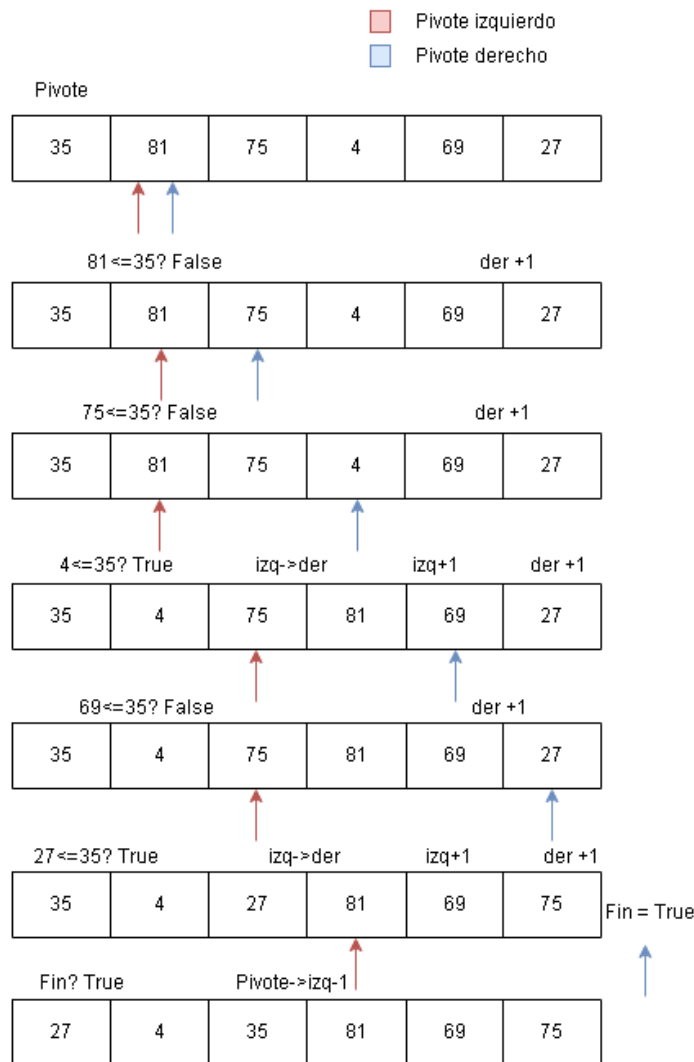 Pivote izquierdo
Pivote derecho
Pivote
35 81 75 4 69 27
81<=35? False der +1
35 81 75 4 69 27
75<=35? False der +1
35 81 75 4 69 27
4<=35? True izq->der izq+1 der +1
35 4 75 81 69 27
69<=35? False der +1
35 4 75 81 69 27
27<=35? True izq->der izq+1 der +1
35 4 27 81 69 75 Fin = True
Fin? True Pivote->izq-1
27 4 35 81 69 75